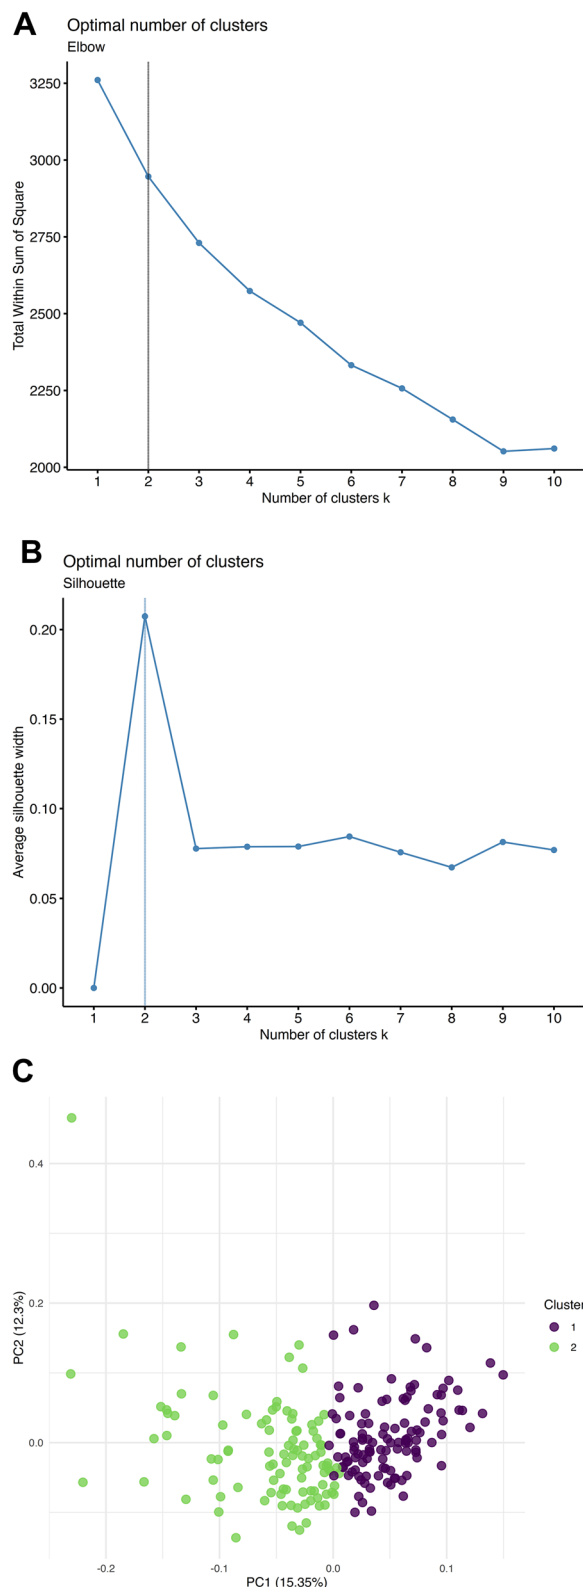 A
Optimal number of clusters
Elbow
3250
3000
2750
2500
2250
2000
Total Within Sum of Square
1 2 3 4 5 6 7 8 9 10
Number of clusters k
B
Optimal number of clusters
Silhouette
0.20
0.15
0.10
0.05
0.00
Average silhouette width
1 2 3 4 5 6 7 8 9 10
Number of clusters k
C
0.4
0.2
0.0
PC2 (12.3%)
Cluster
1
2
-0.2 -0.1 0.0 0.1
PC1 (15.35%)